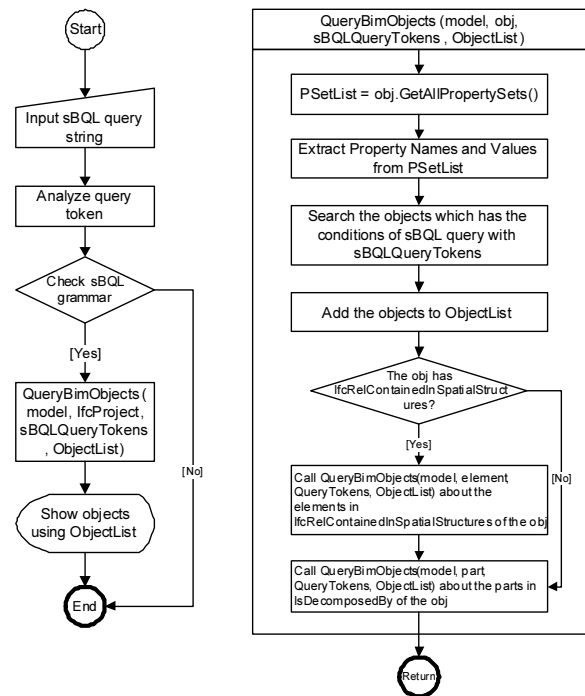 Start
Input sBQL query
string
Analyze query
token
Check sBQL
grammar
[Yes]
QueryBimObjects(
model, IfcProject,
sBQLQueryTokens
, ObjectList)
[No]
Show objects
using ObjectList
End
QueryBimObjects (model, obj,
sBQLQueryTokens , ObjectList )
PSetList = obj.GetAllPropertySets()
Extract Property Names and Values
from PSetList
Search the objects which has the
conditions of sBQL query with
sBQLQueryTokens
Add the objects to ObjectList
The obj has
IfcRelContainedInSpatialStruct
ures?
[Yes]
[No]
Call QueryBimObjects(model, element,
QueryTokens, ObjectList) about the
elements in
IfcRelContainedInSpatialStructures of the obj
Call QueryBimObjects(model, part,
QueryTokens, ObjectList) about the parts in
IsDecomposedBy of the obj
Return